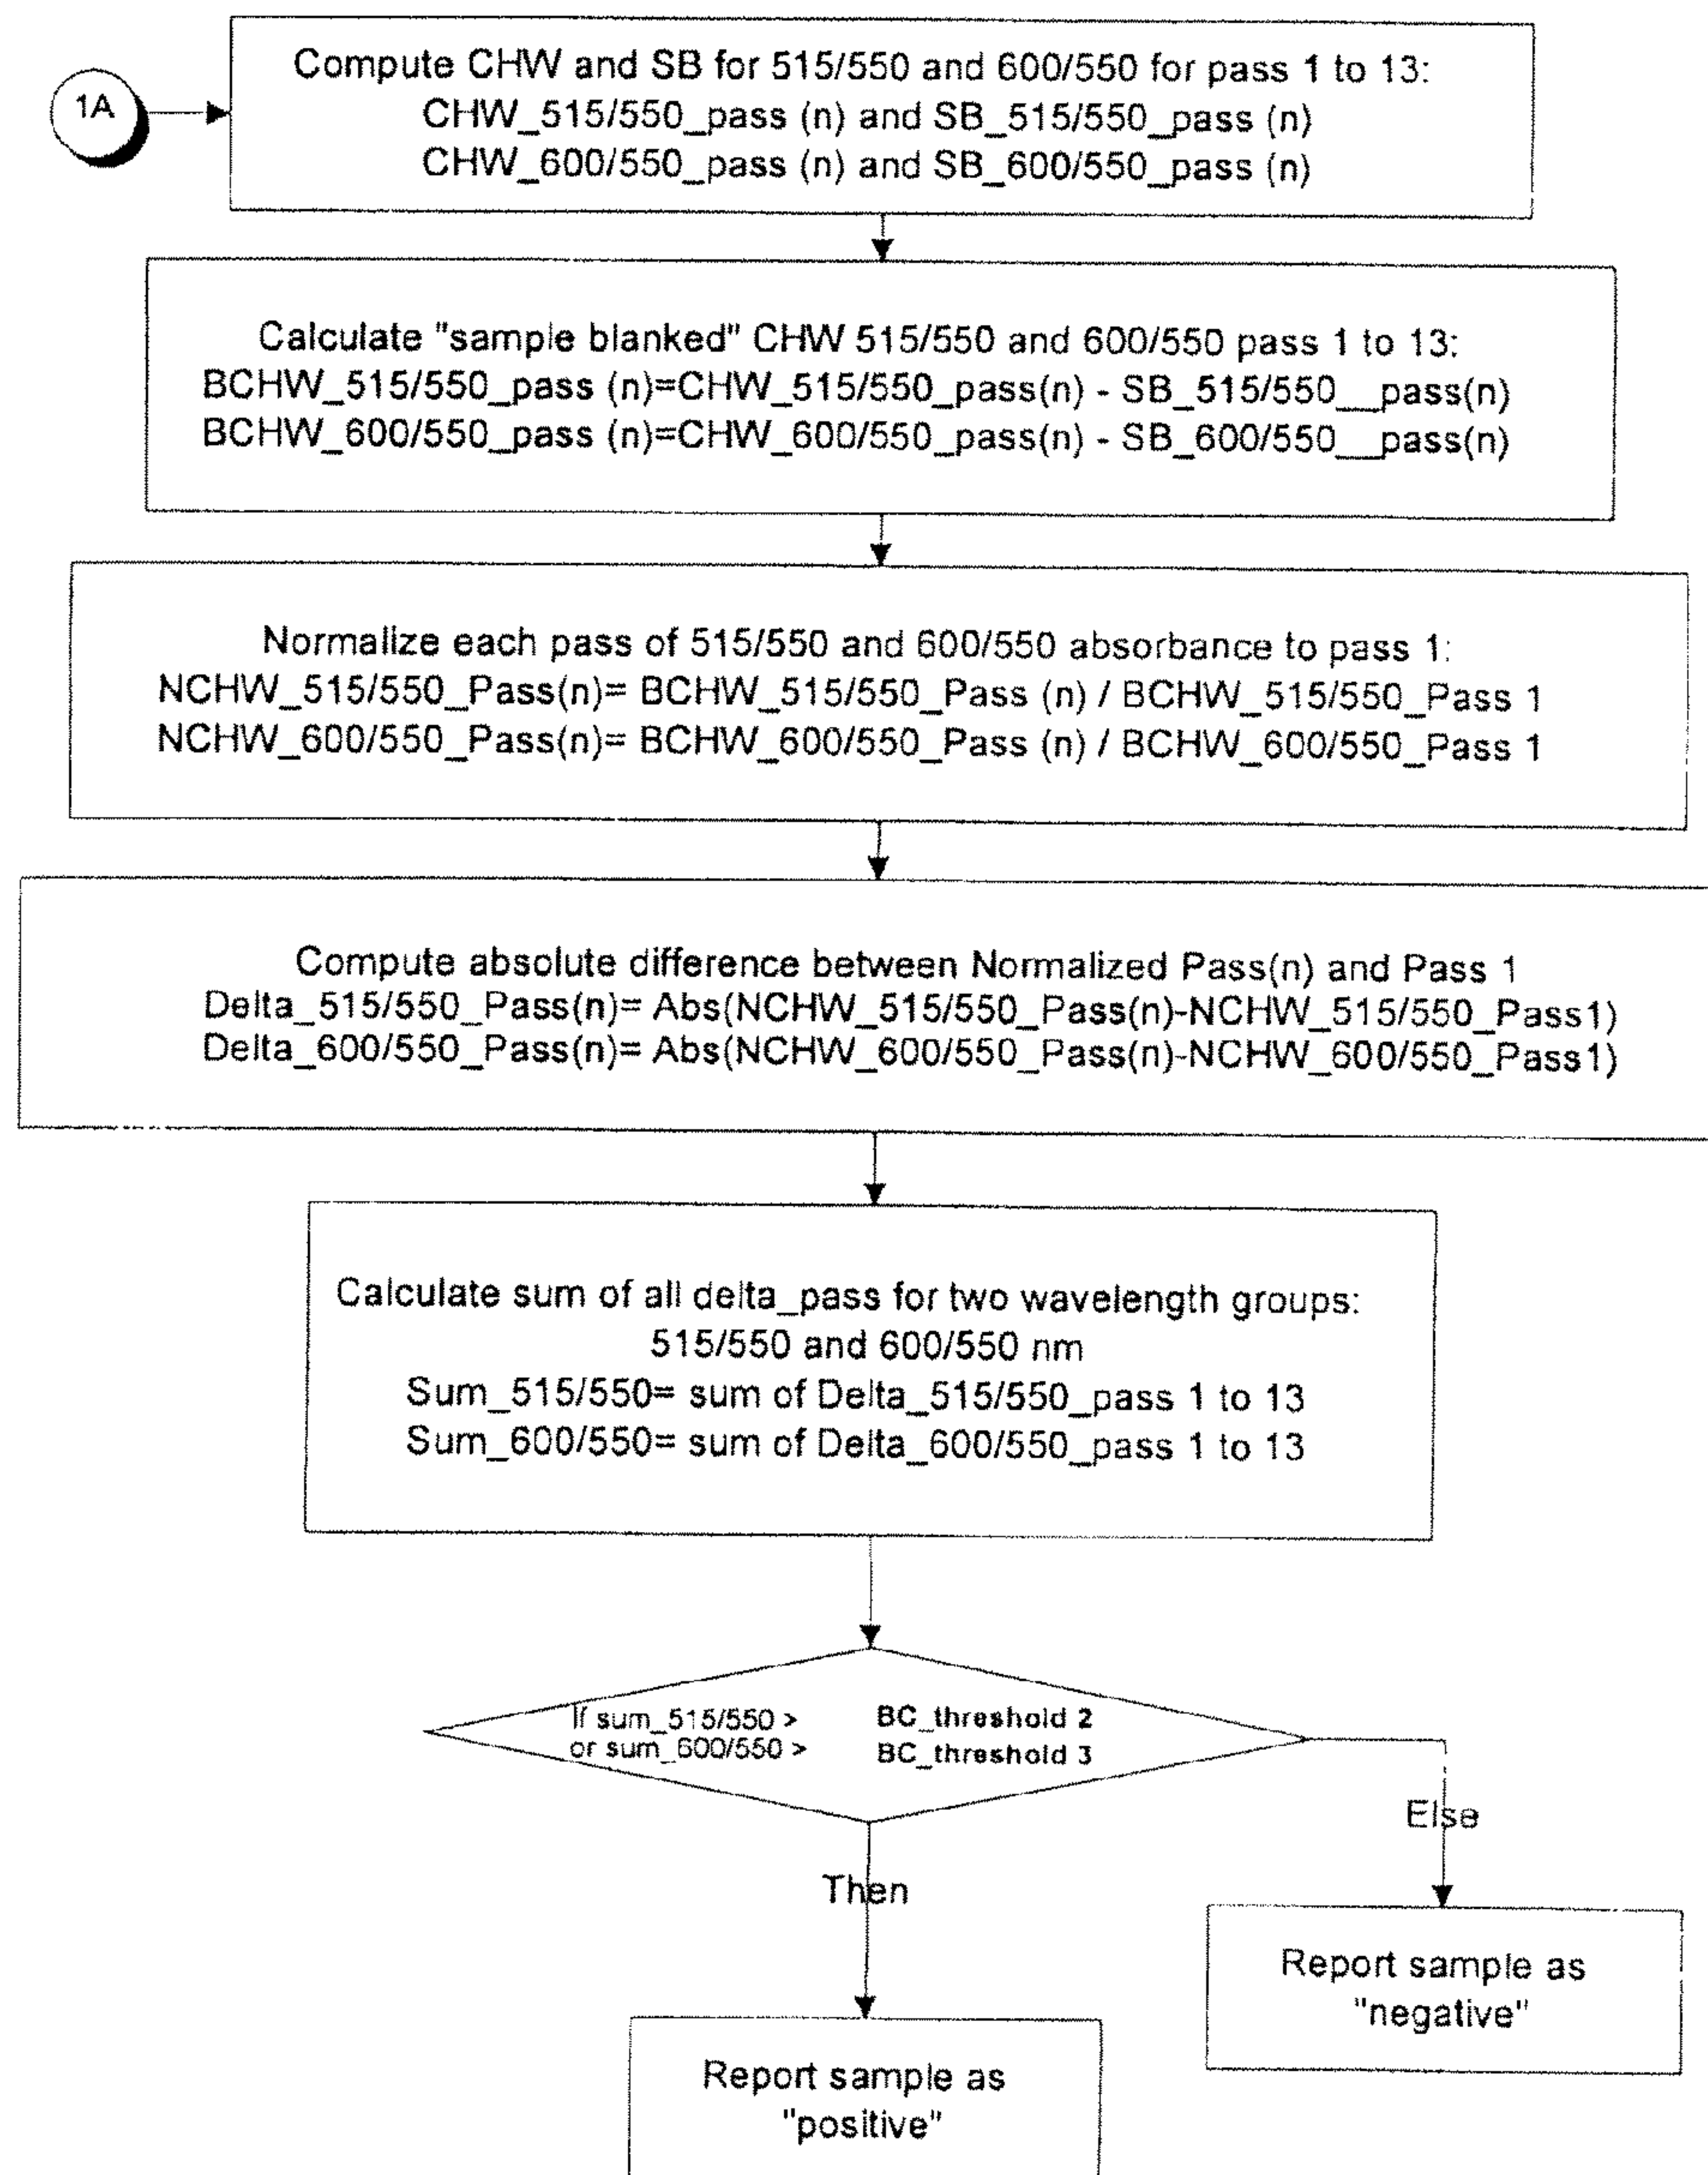 1A
Compute CHW and SB for 515/550 and 600/550 for pass 1 to 13:
CHW_515/550_pass (n) and SB_515/550_pass (n)
CHW_600/550_pass (n) and SB_600/550_pass (n)
Calculate "sample blanked" CHW 515/550 and 600/550 pass 1 to 13:
BCHW_515/550_pass (n)=CHW_515/550_pass(n) - SB_515/550__pass(n)
BCHW_600/550_pass (n)=CHW_600/550_pass(n) - SB_600/550__pass(n)
Normalize each pass of 515/550 and 600/550 absorbance to pass 1:
NCHW_515/550_Pass(n)= BCHW_515/550_Pass (n) / BCHW_515/550_Pass 1
NCHW_600/550_Pass(n)= BCHW_600/550_Pass (n) / BCHW_600/550_Pass 1
Compute absolute difference between Normalized Pass(n) and Pass 1
Delta_515/550_Pass(n)= Abs(NCHW_515/550_Pass(n)-NCHW_515/550_Pass1)
Delta_600/550_Pass(n)= Abs(NCHW_600/550_Pass(n)-NCHW_600/550_Pass1)
Calculate sum of all delta_pass for two wavelength groups:
515/550 and 600/550 nm
Sum_515/550= sum of Delta_515/550_pass 1 to 13
Sum_600/550= sum of Delta_600/550_pass 1 to 13
If sum_515/550 > BC_threshold 2
or sum_600/550 > BC_threshold 3
Else
Then
Report sample as
"negative"
Report sample as
"positive"